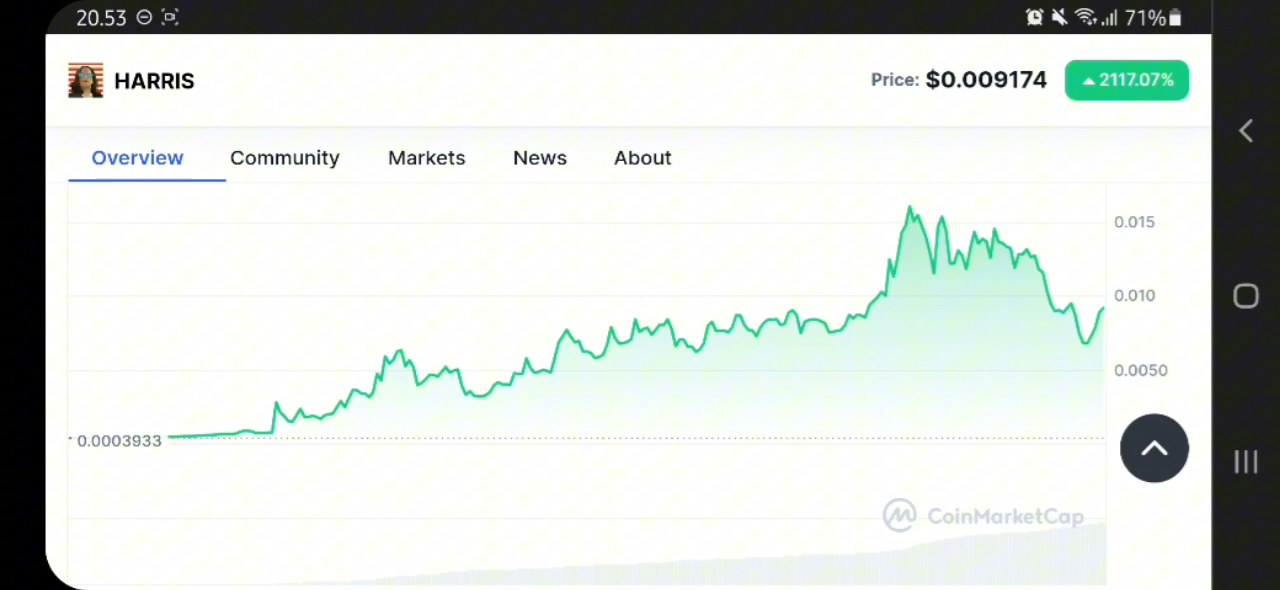 20.53 71%
HARRIS Price: $0.009174 2117.07%
Overview Community Markets News About
0.015
0.010
0.0050
0.0003933
CoinMarketCap